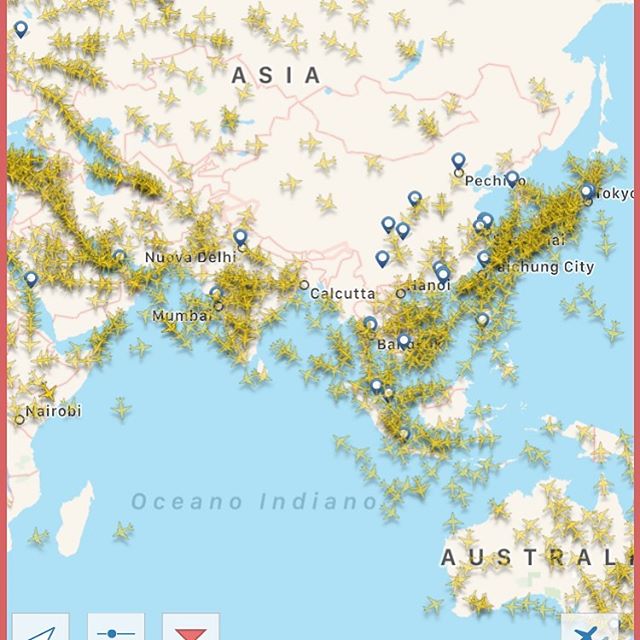 ASIA
Pechino
Tokyo
Nuova Delhi
Taichung City
Calcutta
Hanoi
Mumbai
Bangkok
Nairobi
Oceano Indiano
AUSTRAL